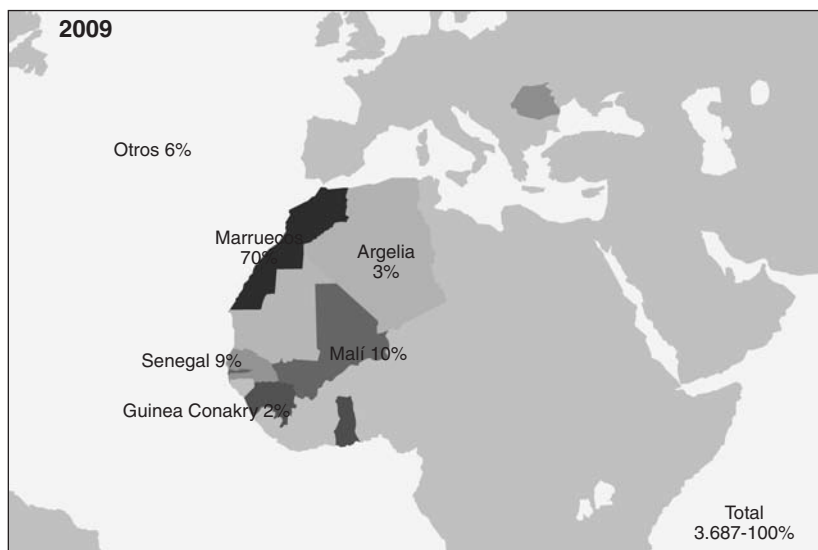 2009
Otros 6%
Marruecos
70%
Argelia
3%
Senegal 9%
Malí 10%
Guinea Conakry 2%
Total
3.687-100%